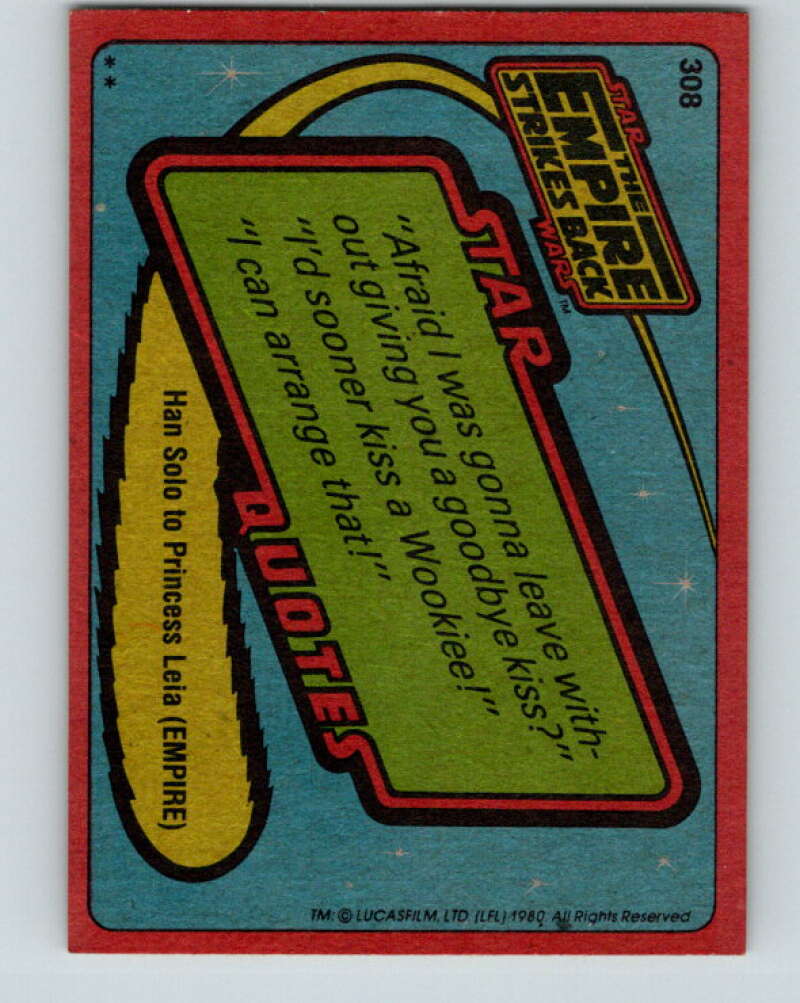 308
STAR
THE
EMPIRE
STRIKES BACK
WARS™
STAR
"Afraid I was gonna leave with-
out giving you a goodbye kiss?"
"I'd sooner kiss a Wookiee!"
"I can arrange that!"
QUOTES
Han Solo to Princess Leia (EMPIRE)
**
TM: © LUCASFILM, LTD (LFL) 1980 All Rights Reserved